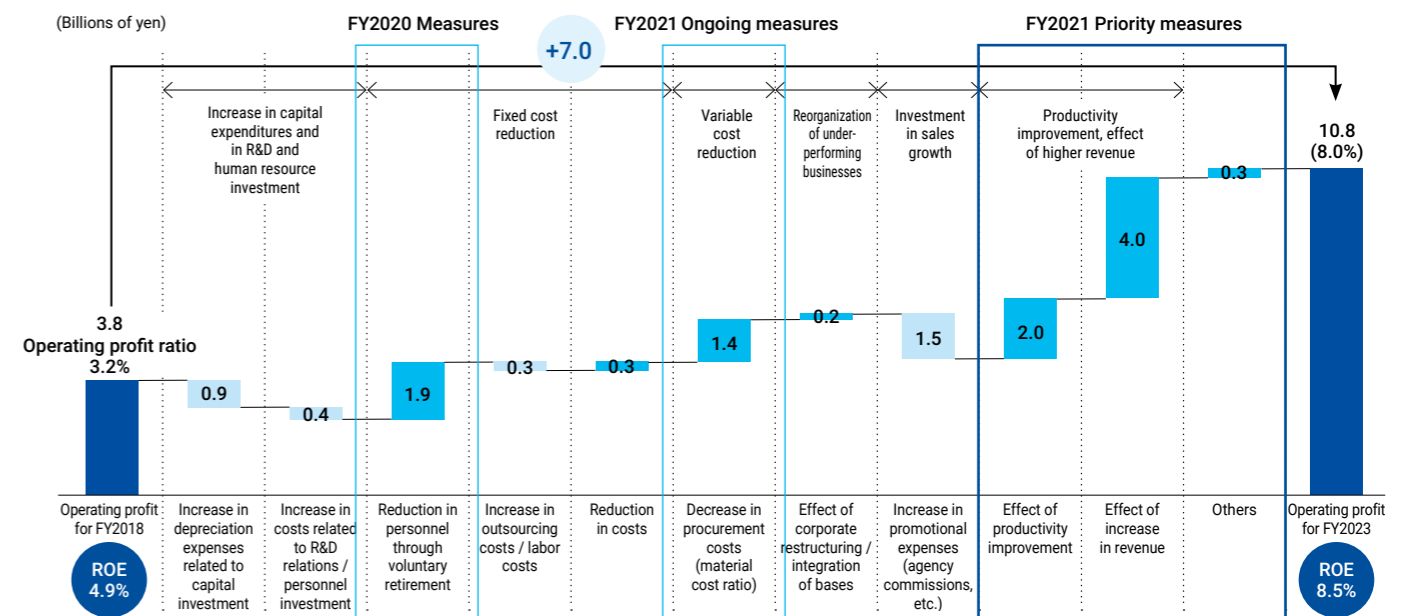 (Billions of yen)
FY2020 Measures
+7.0
FY2021 Ongoing measures
FY2021 Priority measures
Increase in capital
expenditures and
in R&D and
human resource
investment
Fixed cost
reduction
Variable
cost
reduction
Reorganization
of under-
performing
businesses
Investment
in sales
growth
Productivity
improvement, effect
of higher revenue
10.8
(8.0%)
3.8
Operating profit ratio
3.2%
0.9
0.4
1.9
0.3
0.3
1.4
0.2
1.5
2.0
4.0
0.3
Operating profit
for FY2018
ROE
4.9%
Increase in
depreciation
expenses
related to
capital
investment
Increase in
costs related
to R&D
relations /
personnel
investment
Reduction in
personnel
through
voluntary
retirement
Increase in
outsourcing
costs / labor
costs
Reduction
in costs
Decrease in
procurement
costs
(material
cost ratio)
Effect of
corporate
restructuring /
integration
of bases
Increase in
promotional
expenses
(agency
commissions,
etc.)
Effect of
productivity
improvement
Effect of
increase
in revenue
Others
Operating profit
for FY2023
ROE
8.5%